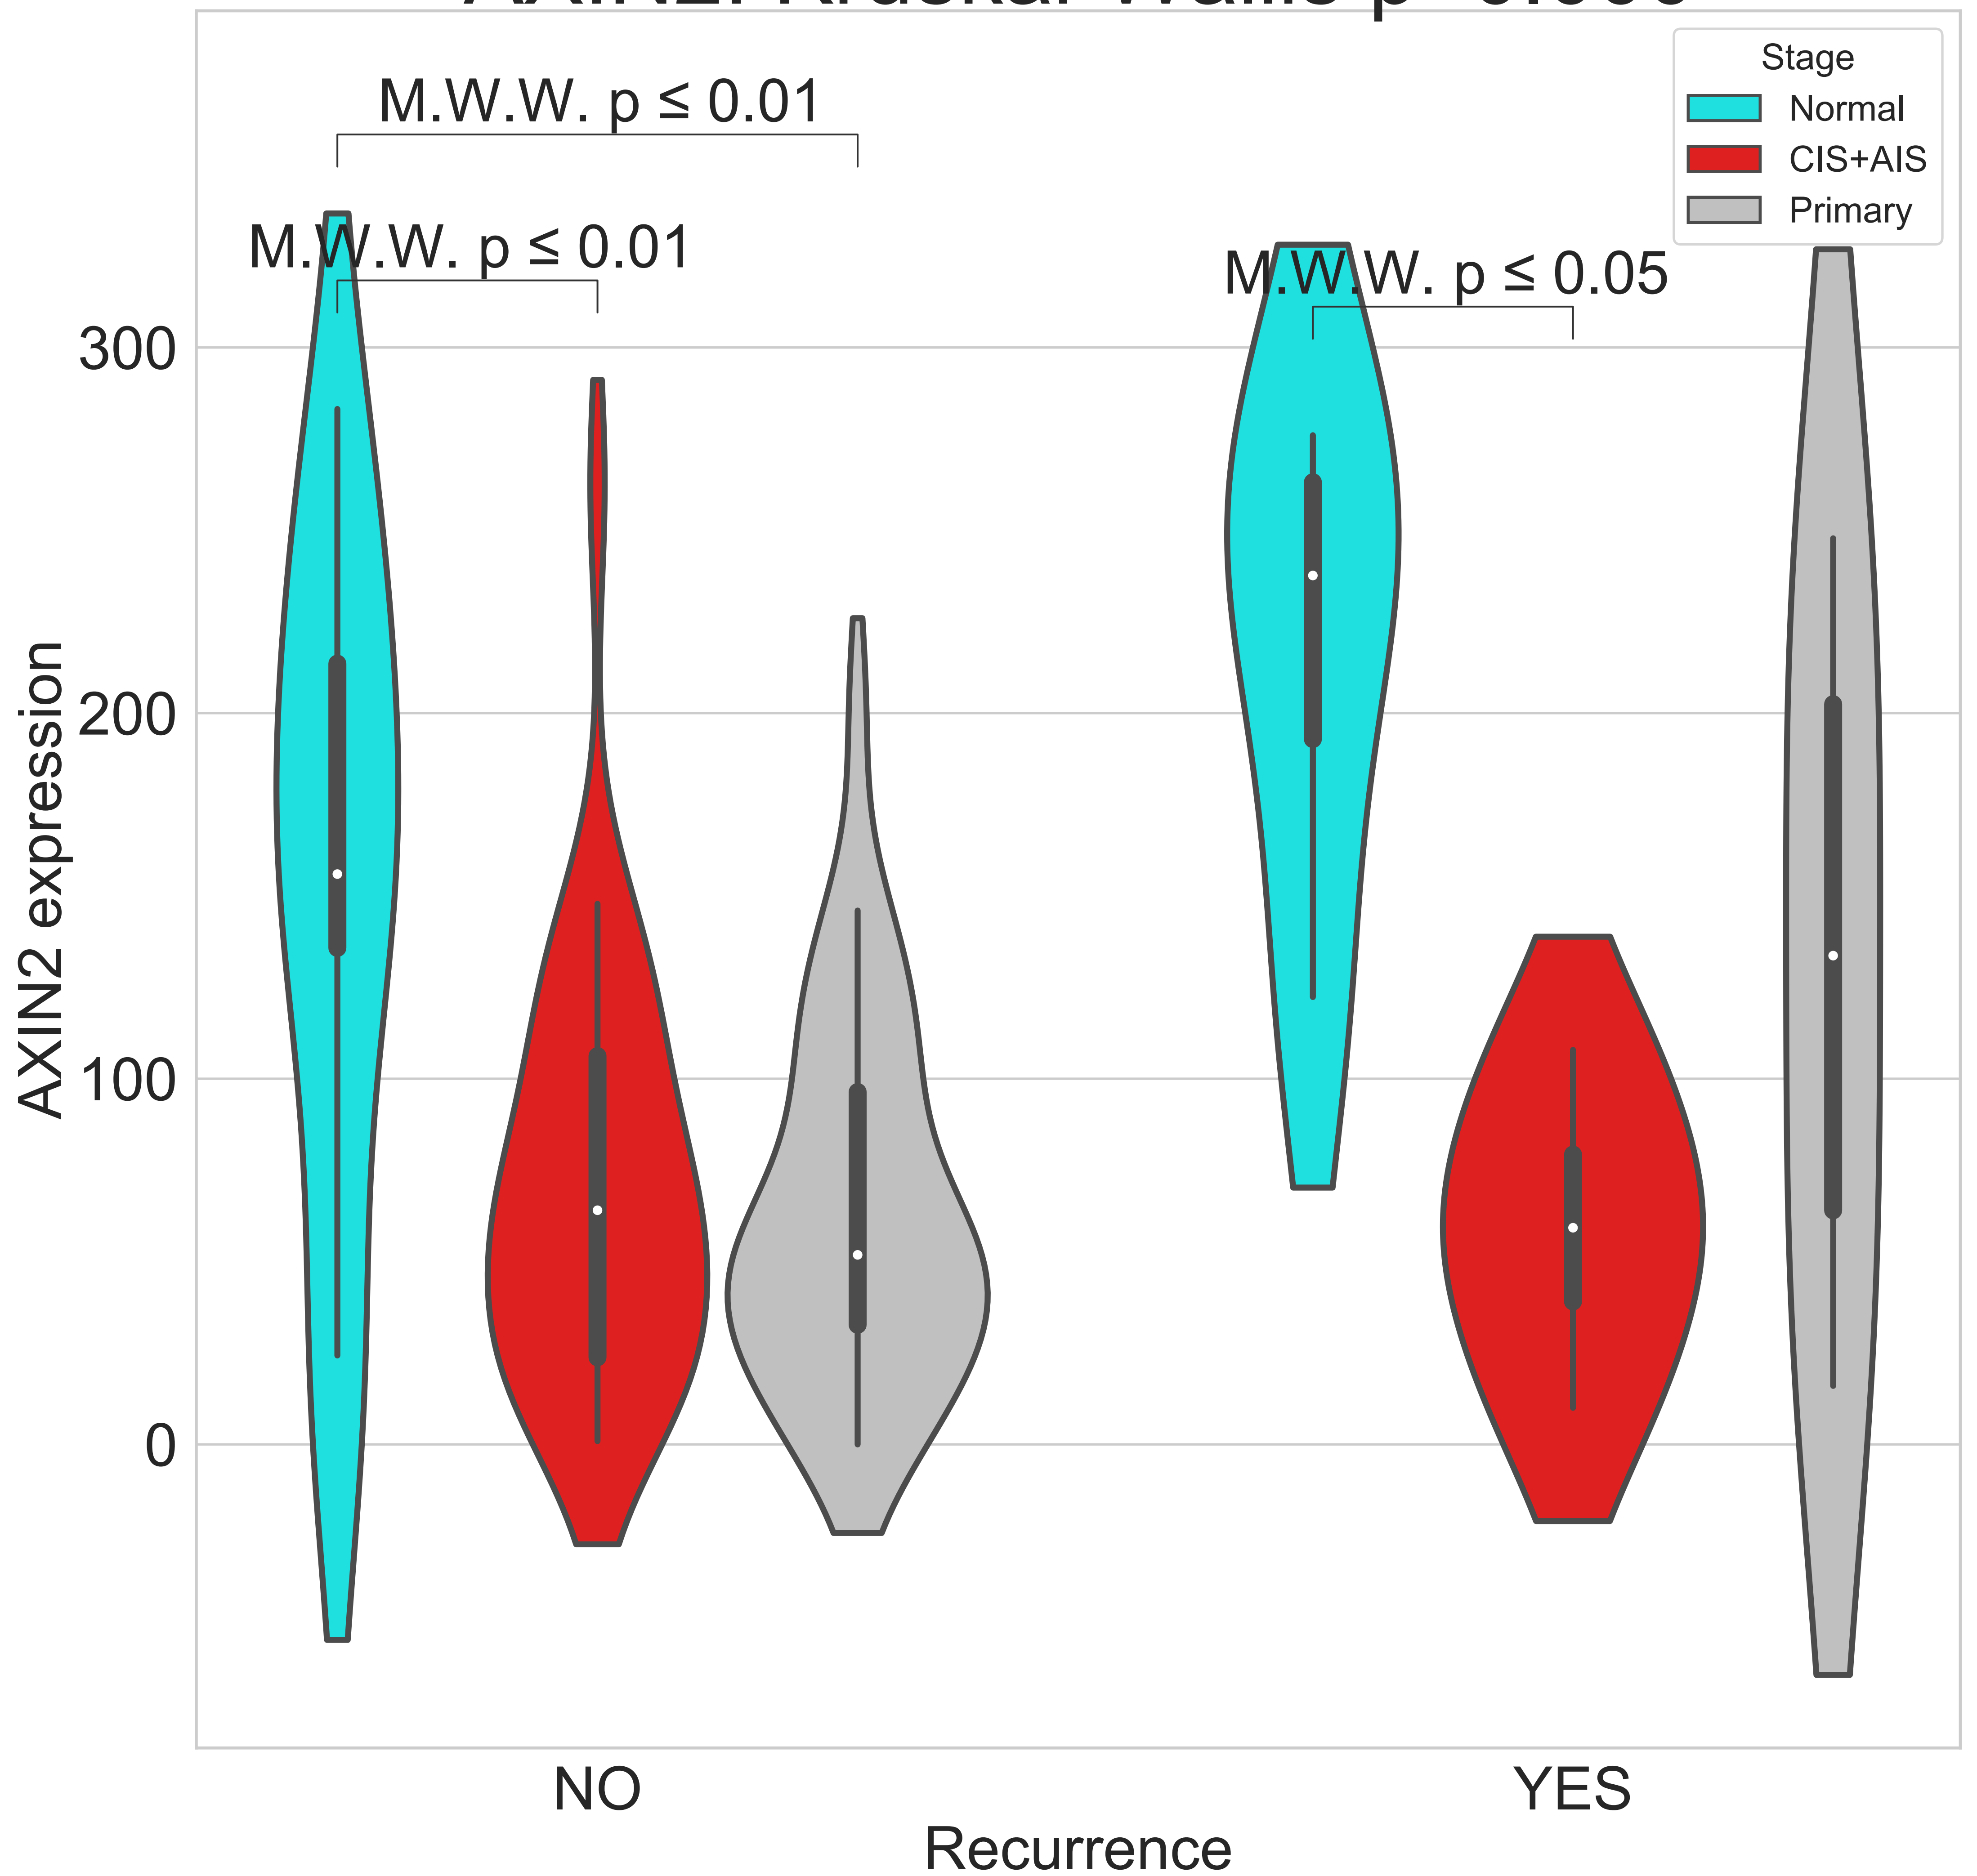 Stage
Normal
CIS+AIS
Primary
M.W.W. p ≤ 0.01
M.W.W. p ≤ 0.01
M.W.W. p ≤ 0.05
AXIN2 expression
300
200
100
0
NO
YES
Recurrence